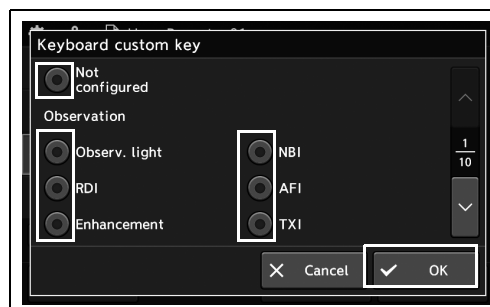 Keyboard custom key
Not
configured
Observation
Observ. light
NBI
1
10
RDI
AFI
Enhancement
TXI
Cancel
OK